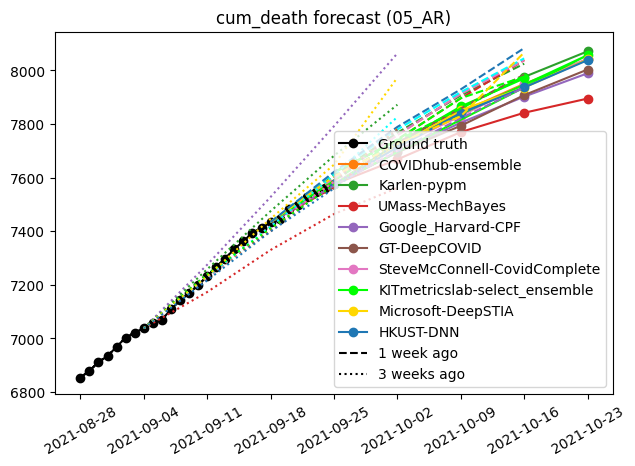 cum_death forecast (05_AR)
8000
7800
7600
7400
7200
7000
6800
Ground truth
COVIDhub-ensemble
Karlen-pypm
UMass-MechBayes
Google_Harvard-CPF
GT-DeepCOVID
SteveMcConnell-CovidComplete
KITmetricslab-select_ensemble
Microsoft-DeepSTIA
HKUST-DNN
1 week ago
3 weeks ago
2021-08-28
2021-09-04
2021-09-11
2021-09-18
2021-09-25
2021-10-02
2021-10-09
2021-10-16
2021-10-23